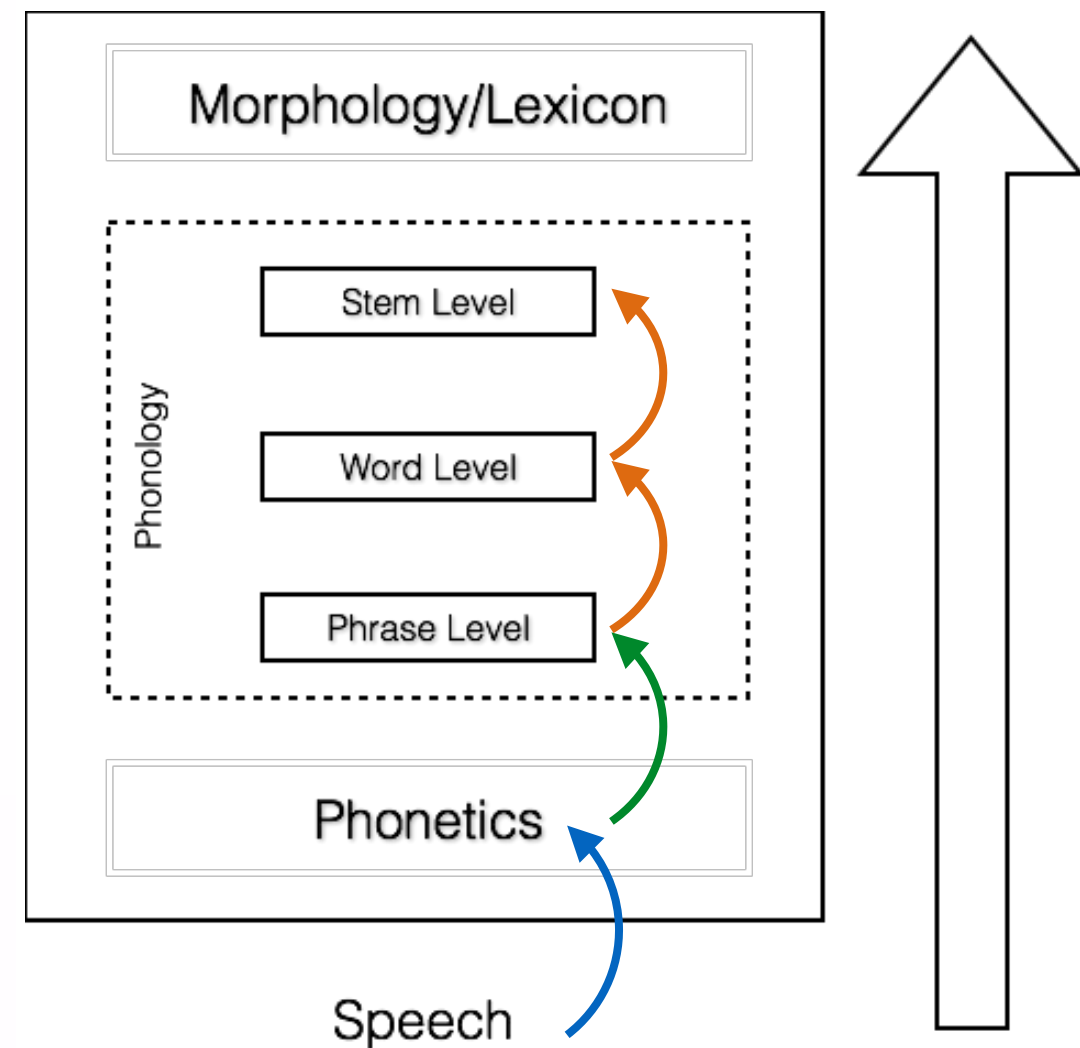 Morphology/Lexicon
Stem Level
Phonology
Word Level
Phrase Level
Phonetics
Speech